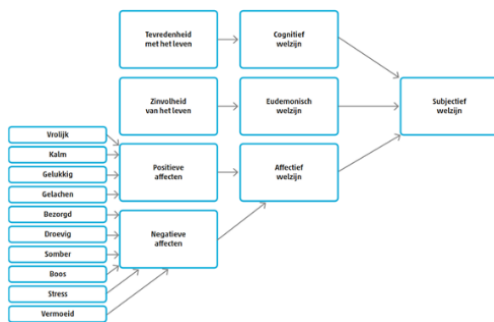 Tevredenheid
met het leven
Cognitief
welzijn
Zinvolheid
van het leven
Eudemonisch
welzijn
Subjectief
welzijn
Vrolijk
Kalm
Gelukkig
Gelachen
Bezorgd
Droevig
Somber
Boos
Stress
Vermoeid
Positieve
affecten
Affectief
welzijn
Negatieve
affecten